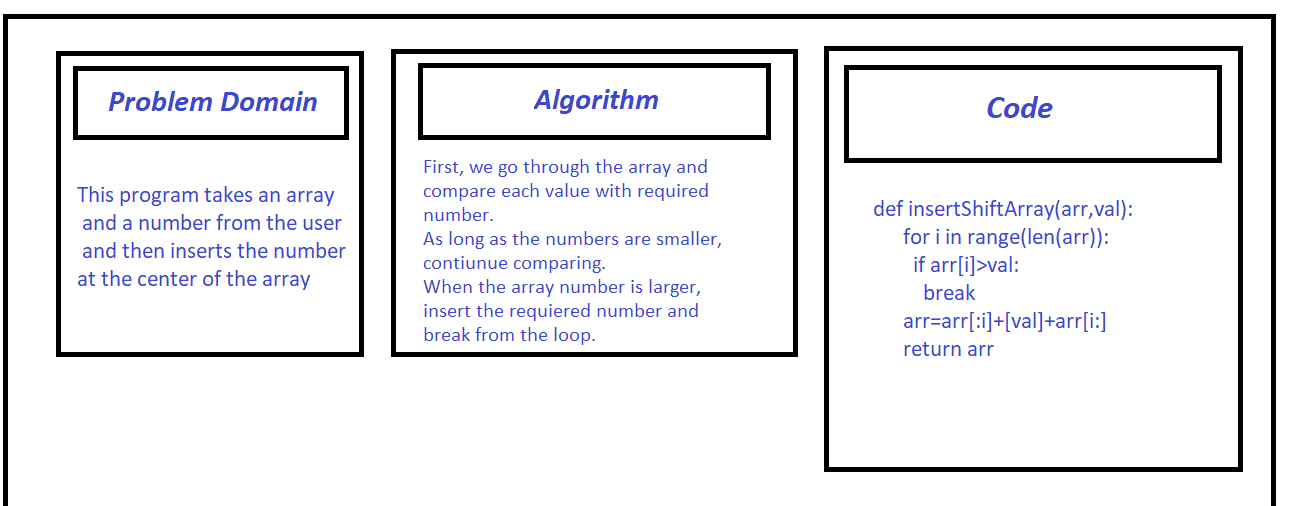 Problem Domain
This program takes an array
and a number from the user
and then inserts the number
at the center of the array
Algorithm
First, we go through the array and
compare each value with required
number.
As long as the numbers are smaller,
contiunue comparing.
When the array number is larger,
insert the requiered number and
break from the loop.
Code
def insertShiftArray(arr,val):
for i in range(len(arr)):
if arr[i]>val:
break
arr=arr[:i]+[val]+arr[i:]
return arr